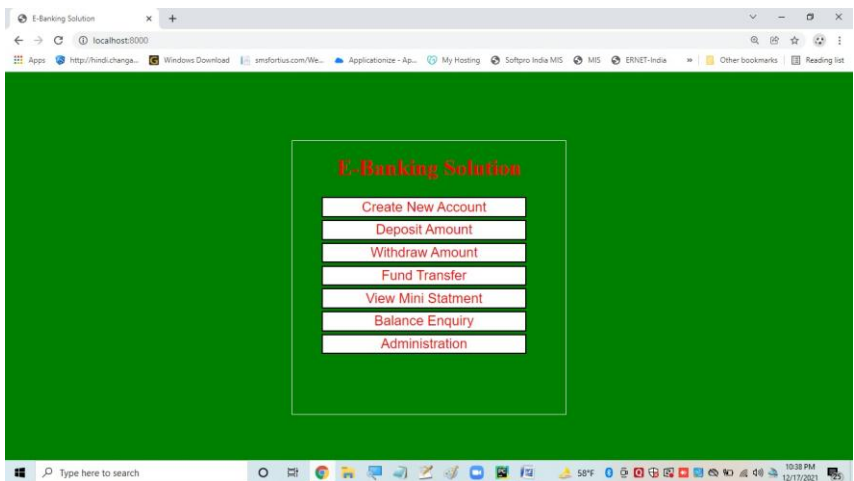 E-Banking Solution
localhost:8000
Apps http://hindi.changa... Windows Download smsfortius.com/We... Applicationize - Ap... My Hosting Softpro India MIS MIS ERNET-India » Other bookmarks Reading list
E-Banking Solution
Create New Account
Deposit Amount
Withdraw Amount
Fund Transfer
View Mini Statment
Balance Enquiry
Administration
Type here to search 58°F 10:38 PM
12/17/2021